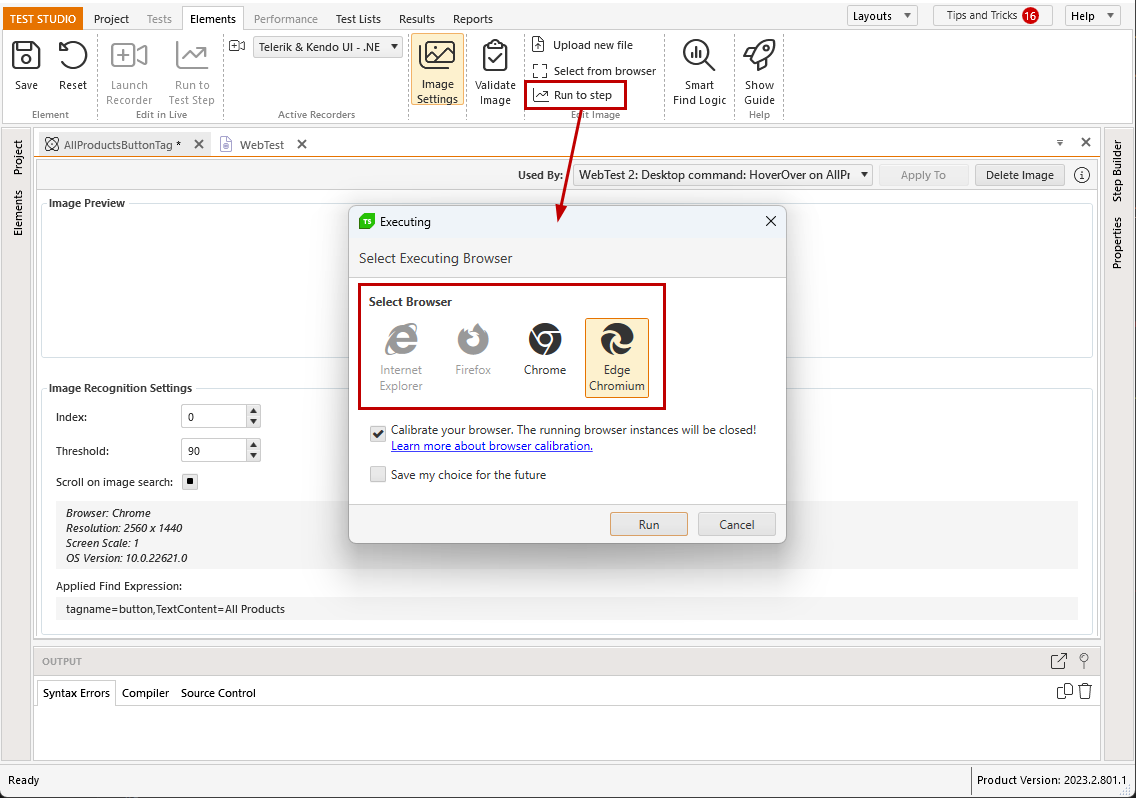 TEST STUDIO Project Tests Elements Performance Test Lists Results Reports Layouts Tips and Tricks 16 Help
Save
Reset
Element
Launch
Recorder
Run to
Test Step
Edit in Live
Telerik & Kendo UI - .NE
Active Recorders
Image
Settings
Validate
Image
Upload new file
Select from browser
Run to step
Edit Image
Smart
Find Logic
Show
Guide
Help
Project
Elements
AllProductsButtonTag *
WebTest
Used By: WebTest 2: Desktop command: HoverOver on AllPr
Apply To
Delete Image
Image Preview
Executing
Select Executing Browser
Select Browser
Internet
Explorer
Firefox
Chrome
Edge
Chromium
Calibrate your browser. The running browser instances will be closed!
Learn more about browser calibration.
Save my choice for the future
Run
Cancel
Image Recognition Settings
Index: 0
Threshold: 90
Scroll on image search:
Browser: Chrome
Resolution: 2560 x 1440
Screen Scale: 1
OS Version: 10.0.22621.0
Applied Find Expression:
tagname=button,TextContent=All Products
Step Builder
Properties
OUTPUT
Syntax Errors Compiler Source Control
Ready
Product Version: 2023.2.801.1